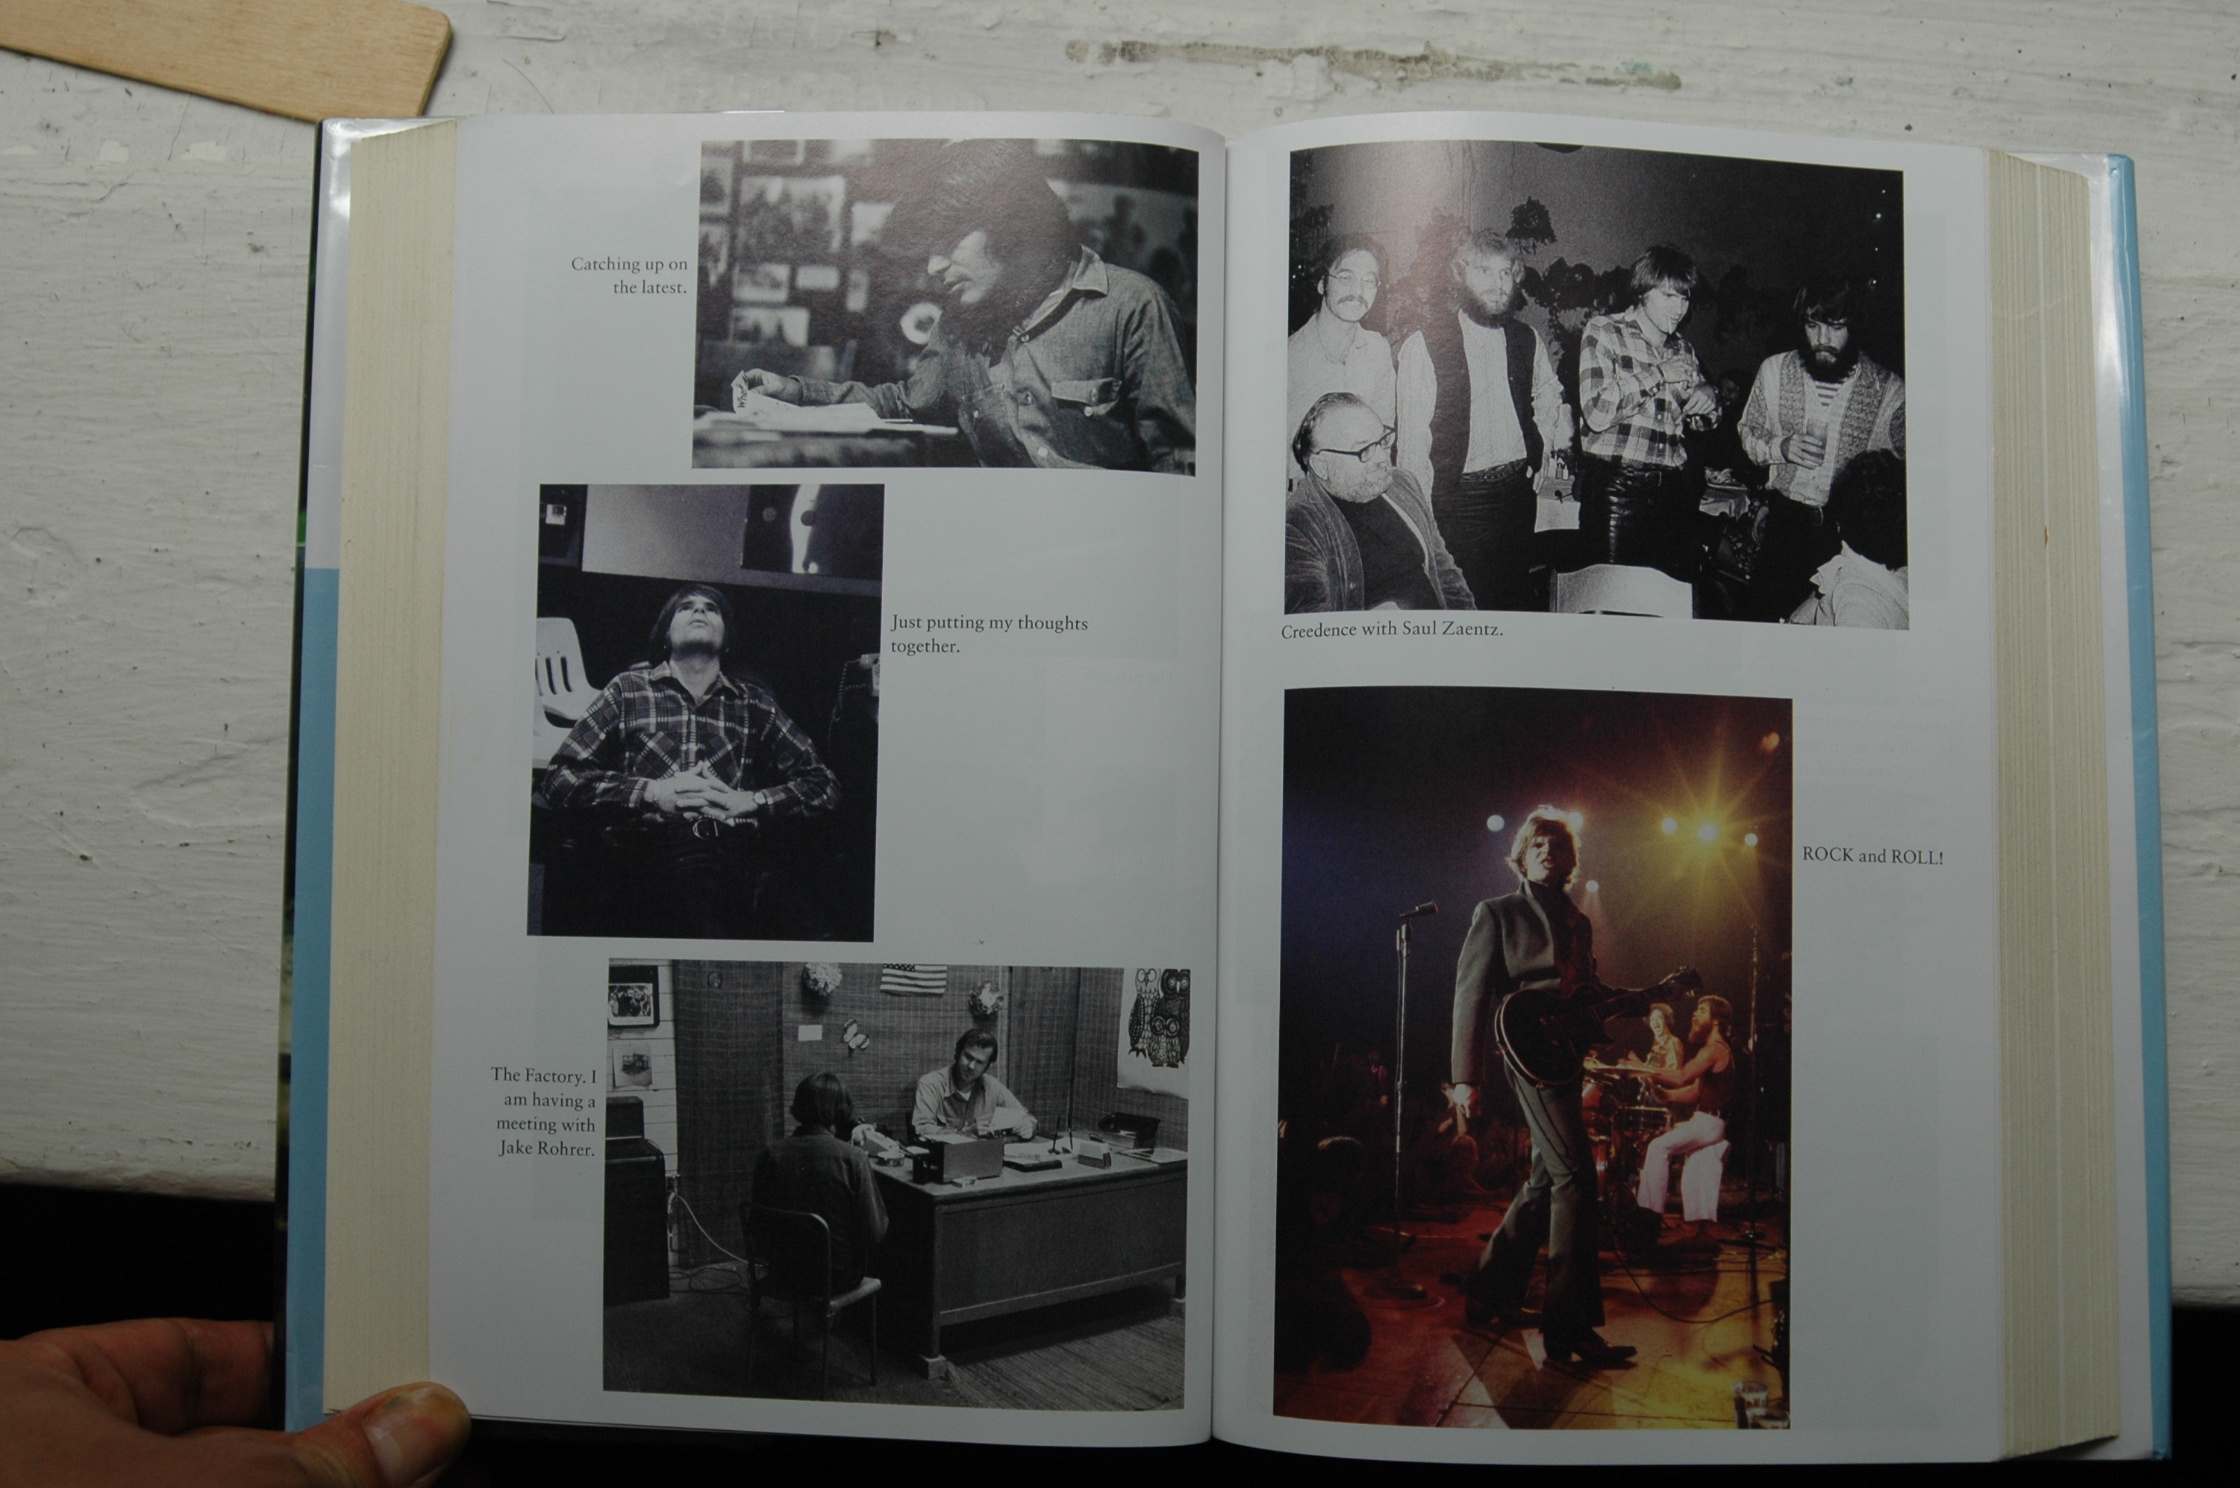 Catching up on
the latest.
Just putting my thoughts
together.
The Factory. I
am having a
meeting with
Jake Rohrer.
Creedence with Saul Zaentz.
ROCK and ROLL!